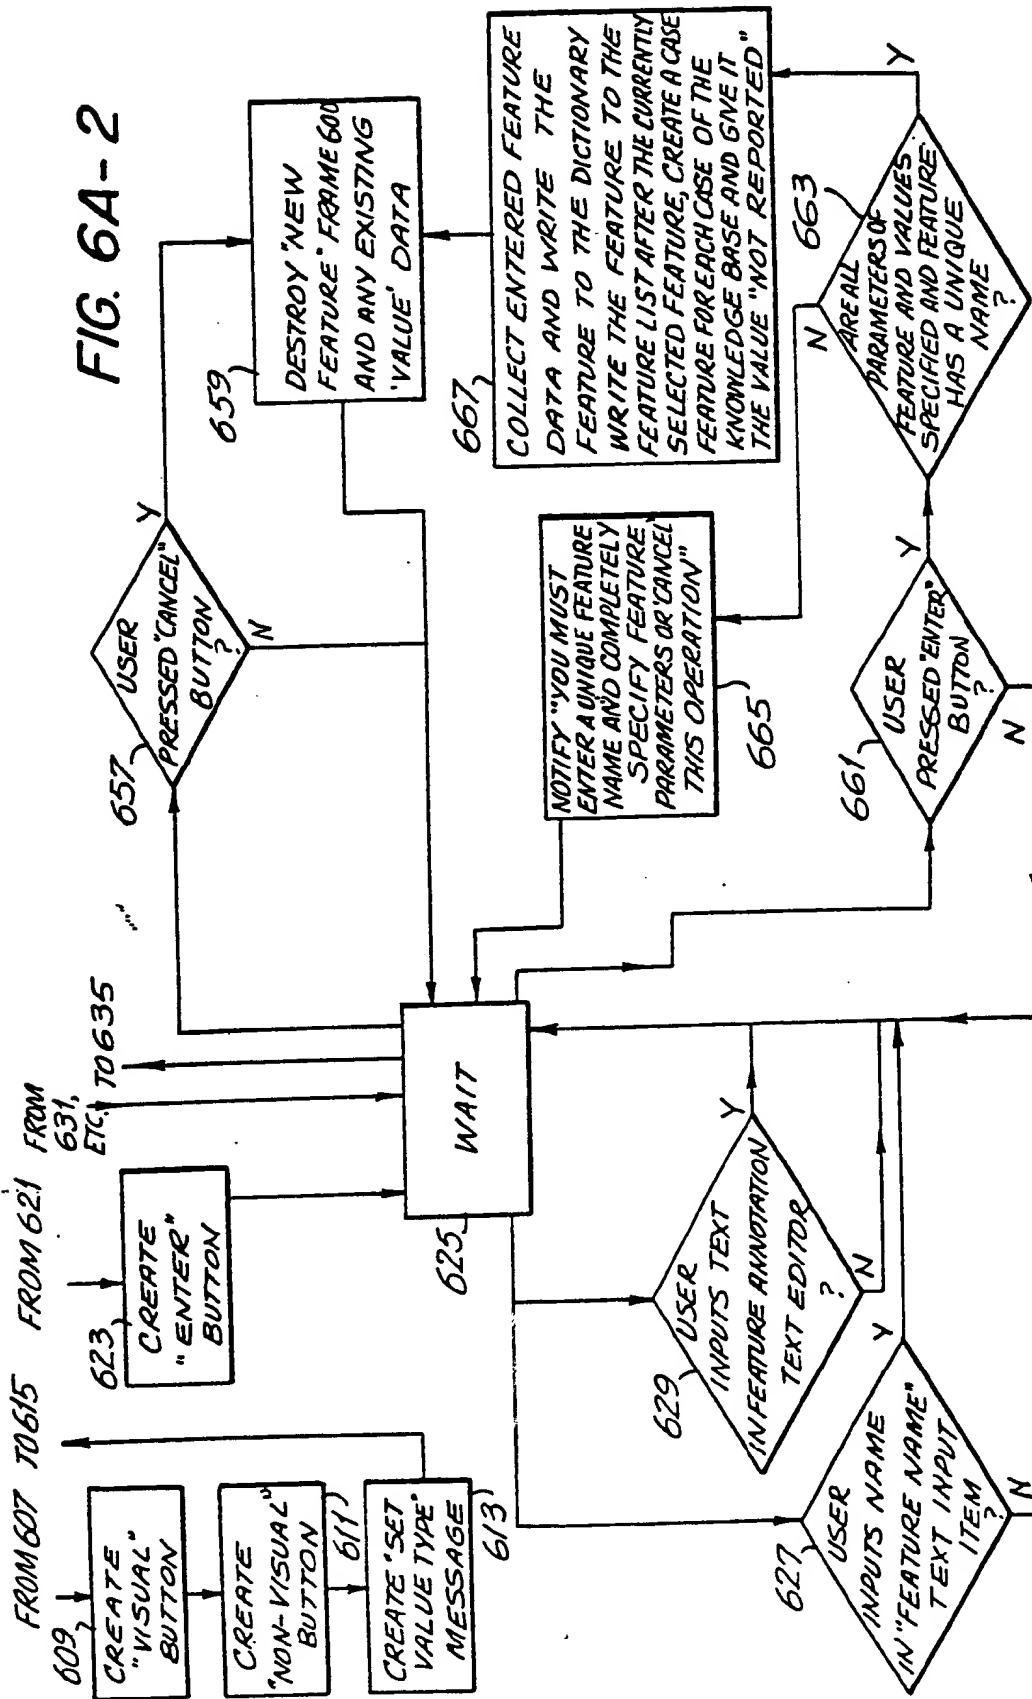 FIG. 6A-2
FROM 607
TO 615
FROM 621
FROM
631,
ETC.
TO 635
609
CREATE
"VISUAL"
BUTTON
CREATE
"NON-VISUAL"
BUTTON
611
CREATE "SET
VALUE TYPE"
MESSAGE
613
623
CREATE
"ENTER"
BUTTON
WAIT
625
657
USER
PRESSED "CANCEL"
BUTTON
?
Y
N
659
DESTROY "NEW
FEATURE" FRAME 600
AND ANY EXISTING
'VALUE' DATA
667
COLLECT ENTERED FEATURE
DATA AND WRITE THE
FEATURE TO THE DICTIONARY
WRITE THE FEATURE TO THE
FEATURE LIST AFTER THE CURRENTLY
SELECTED FEATURE, CREATE A CASE
FEATURE FOR EACH CASE OF THE
KNOWLEDGE BASE AND GIVE IT
THE VALUE "NOT REPORTED"
NOTIFY "YOU MUST
ENTER A UNIQUE FEATURE
NAME AND COMPLETELY
SPECIFY FEATURE
PARAMETERS OR 'CANCEL'
THIS OPERATION"
665
629
USER
INPUTS TEXT
IN FEATURE ANNOTATION
TEXT EDITOR
?
Y
N
627
USER
INPUTS NAME
IN "FEATURE NAME"
TEXT INPUT
ITEM
?
Y
N
661
USER
PRESSED "ENTER"
BUTTON
?
Y
N
663
ARE ALL
PARAMETERS OF
FEATURE AND VALUES
SPECIFIED AND FEATURE
HAS A UNIQUE
NAME
?
N
Y